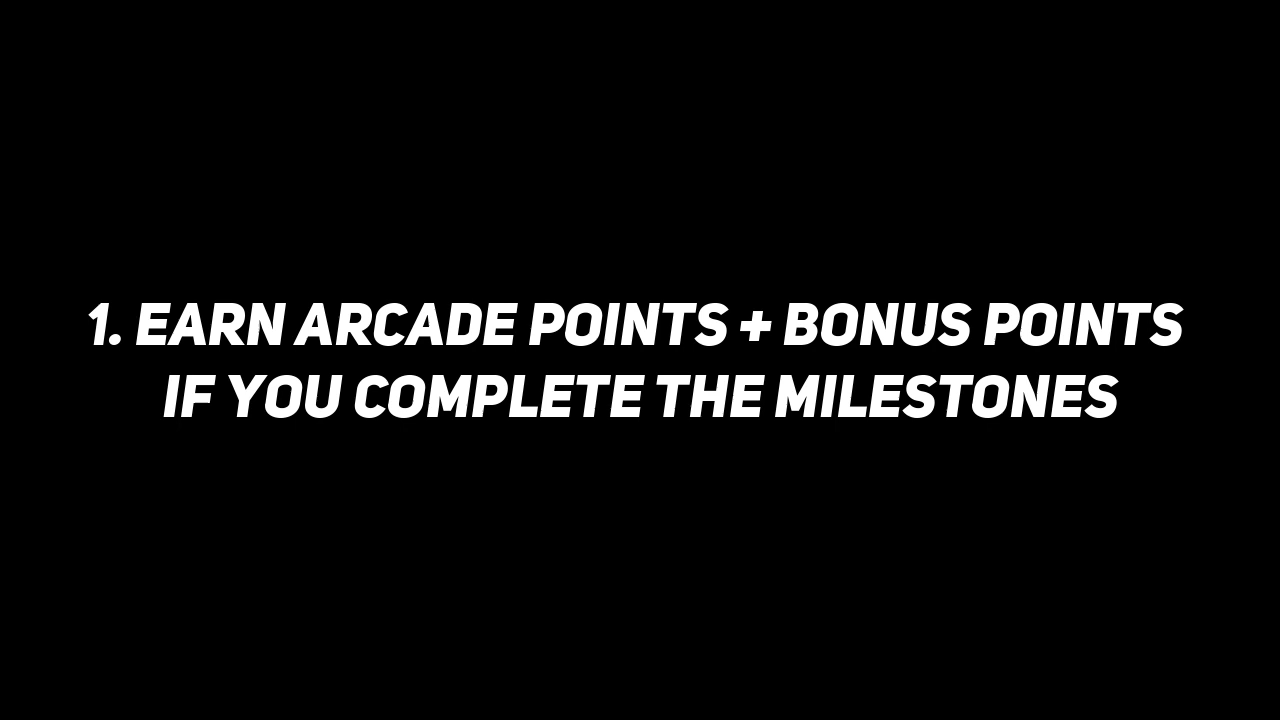 1. EARN ARCADE POINTS + BONUS POINTS
IF YOU COMPLETE THE MILESTONES